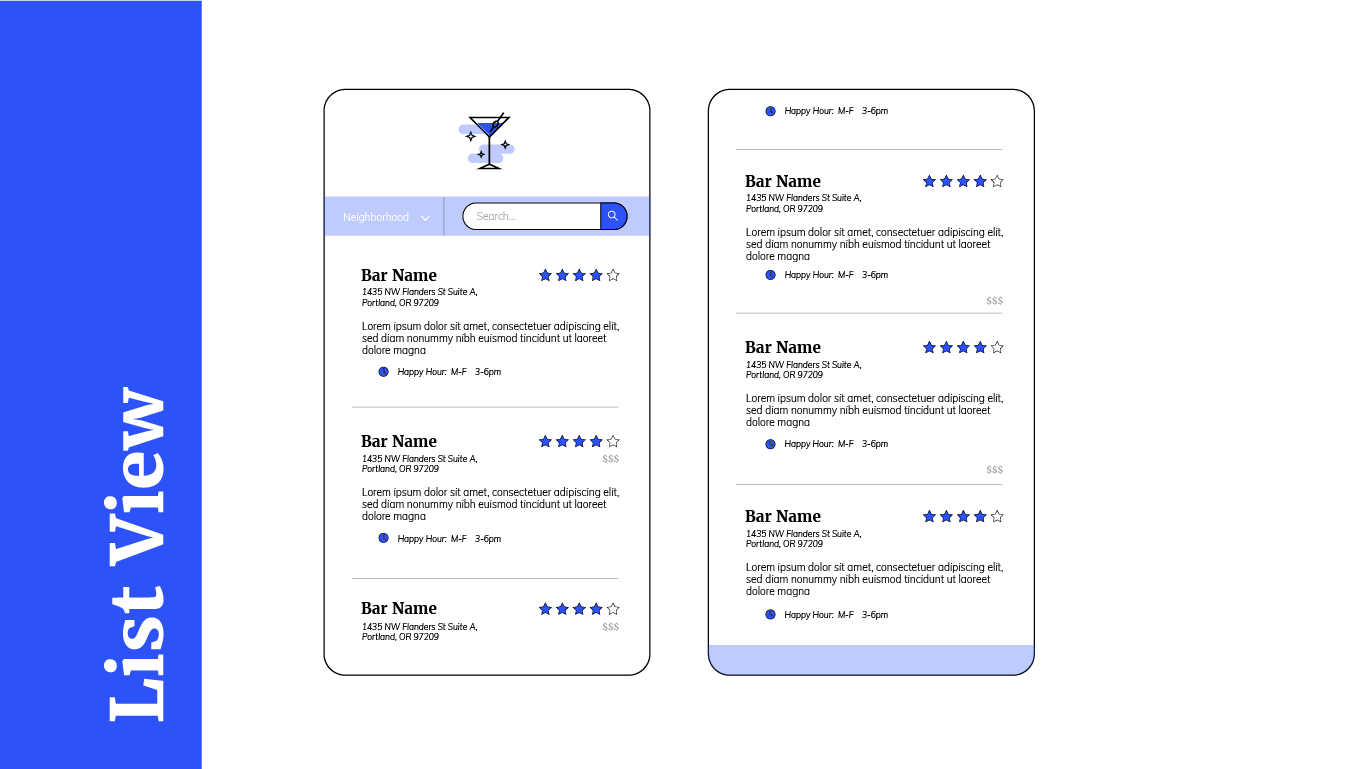 List View
Neighborhood
Search...
Bar Name
1435 NW Flanders St Suite A,
Portland, OR 97209
Lorem ipsum dolor sit amet, consectetuer adipiscing elit,
sed diam nonummy nibh euismod tincidunt ut laoreet
dolore magna
Happy Hour: M-F 3-6pm
Bar Name
1435 NW Flanders St Suite A,
$$$
Portland, OR 97209
Lorem ipsum dolor sit amet, consectetuer adipiscing elit,
sed diam nonummy nibh euismod tincidunt ut laoreet
dolore magna
Happy Hour: M-F 3-6pm
Bar Name
1435 NW Flanders St Suite A,
$$$
Portland, OR 97209
Happy Hour: M-F 3-6pm
Bar Name
1435 NW Flanders St Suite A,
Portland, OR 97209
Lorem ipsum dolor sit amet, consectetuer adipiscing elit,
sed diam nonummy nibh euismod tincidunt ut laoreet
dolore magna
Happy Hour: M-F 3-6pm
$$$
Bar Name
1435 NW Flanders St Suite A,
Portland, OR 97209
Lorem ipsum dolor sit amet, consectetuer adipiscing elit,
sed diam nonummy nibh euismod tincidunt ut laoreet
dolore magna
Happy Hour: M-F 3-6pm
$$$
Bar Name
1435 NW Flanders St Suite A,
Portland, OR 97209
Lorem ipsum dolor sit amet, consectetuer adipiscing elit,
sed diam nonummy nibh euismod tincidunt ut laoreet
dolore magna
Happy Hour: M-F 3-6pm